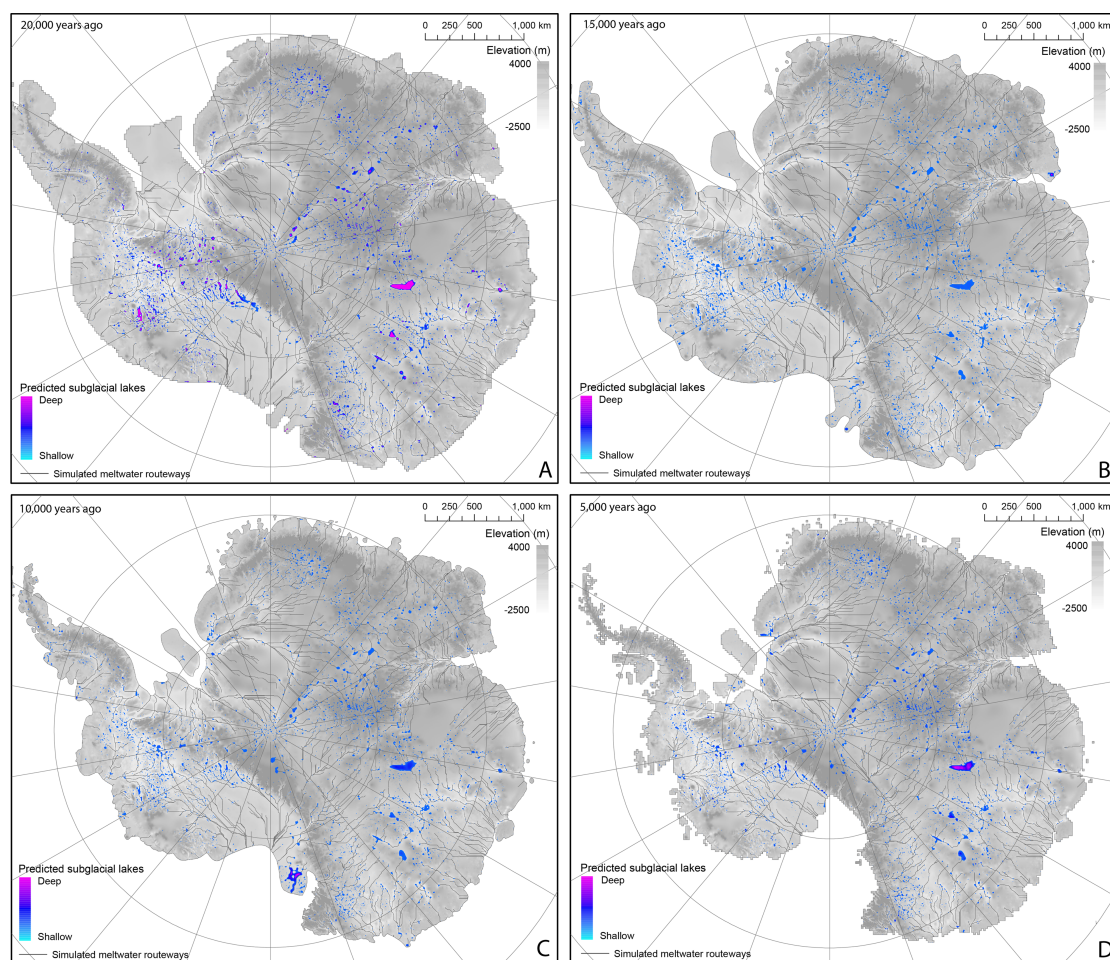 20,000 years ago
0 250 500 1,000 km
Elevation (m)
4000
-2500
Predicted subglacial lakes
Deep
Shallow
Simulated meltwater routeways
A
15,000 years ago
0 250 500 1,000 km
Elevation (m)
4000
-2500
Predicted subglacial lakes
Deep
Shallow
Simulated meltwater routeways
B
10,000 years ago
0 250 500 1,000 km
Elevation (m)
4000
-2500
Predicted subglacial lakes
Deep
Shallow
Simulated meltwater routeways
C
5,000 years ago
0 250 500 1,000 km
Elevation (m)
4000
-2500
Predicted subglacial lakes
Deep
Shallow
Simulated meltwater routeways
D